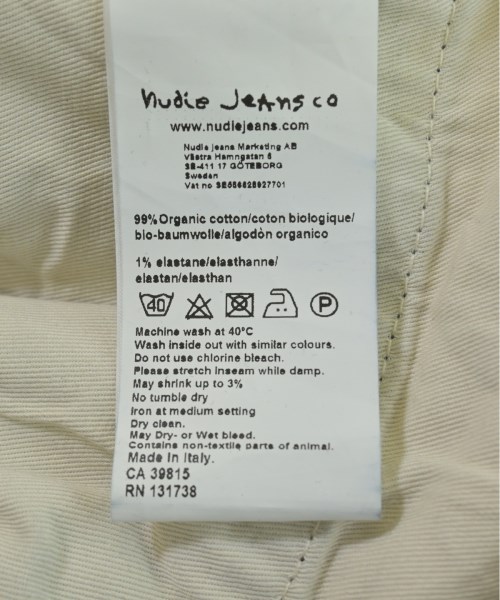 nudie jeans co
www.nudiejeans.com
Nudie Jeans Marketing AB
Västra Hamngatan 6
SE-411 17 GÖTEBORG
Sweden
Vat no SE556628927701
99% Organic cotton/coton biologique/
bio-baumwolle/algodòn organico
1% elastane/elasthanne/
elastan/elasthan
40 P
Machine wash at 40°C
Wash inside out with similar colours.
Do not use chlorine bleach.
Please stretch inseam while damp.
May shrink up to 3%
No tumble dry
Iron at medium setting
Dry clean.
May Dry- or Wet bleed.
Contains non-textile parts of animal.
Made in Italy.
CA 39815
RN 131738